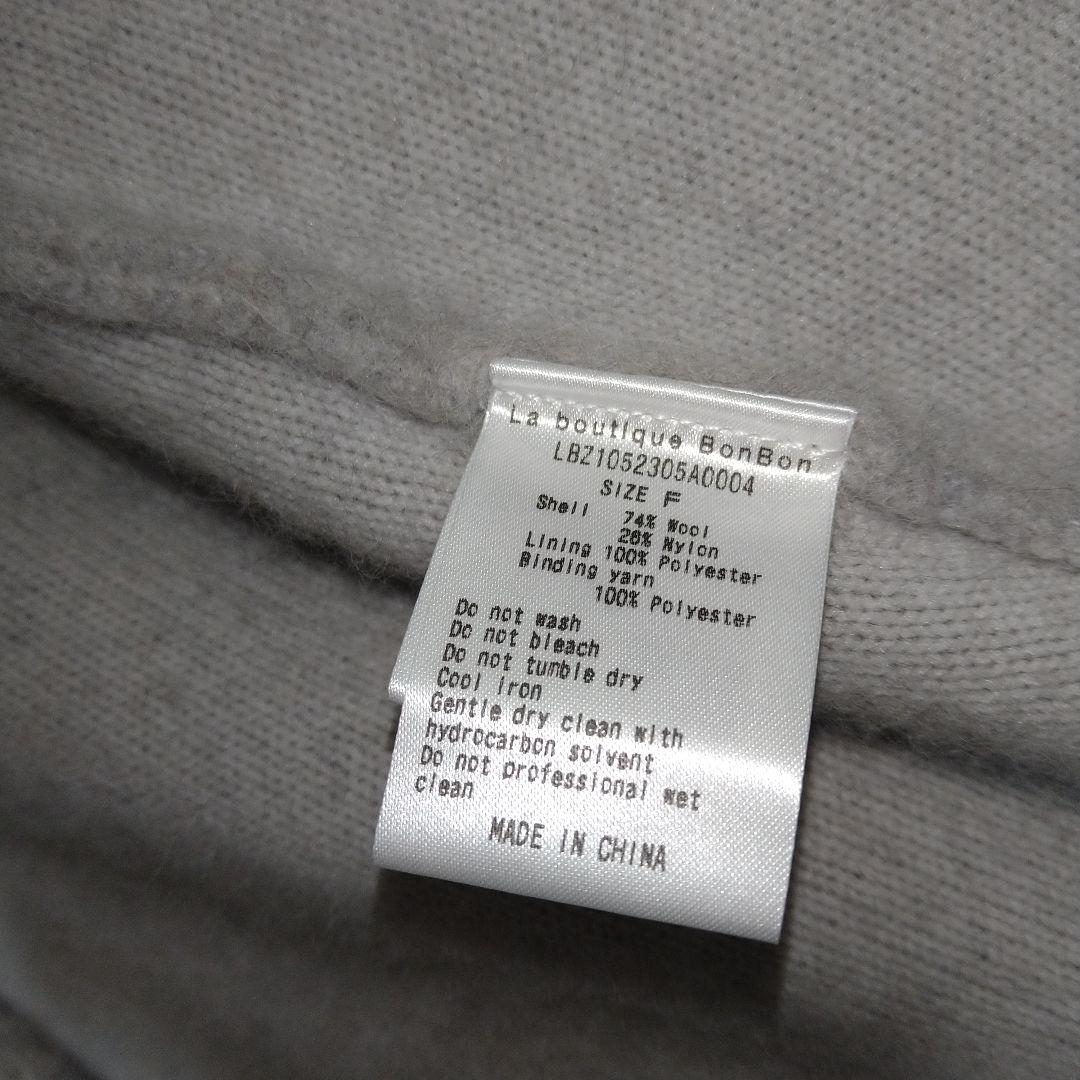 La boutique BonBon
LBZ1052305A0004
SIZE F
Shell 74% Wool
26% Nylon
Lining 100% Polyester
Binding yarn
100% Polyester
Do not wash
Do not bleach
Do not tumble dry
Cool iron
Gentle dry clean with
hydrocarbon solvent
Do not professional wet
clean
MADE IN CHINA